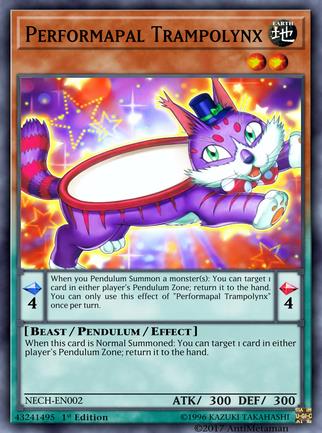 PERFORMAPAL TRAMPOLYNX
EARTH
地
When you Pendulum Summon a monster(s): You can target 1
card in either player's Pendulum Zone; return it to the hand.
You can only use this effect of "Performapal Trampolynx"
once per turn.
4
4
[ Beast / Pendulum / Effect ]
When this card is Normal Summoned: You can target 1 card in either
player's Pendulum Zone; return it to the hand.
NECH-EN002
ATK/ 300 DEF/ 300
43241495 1st Edition
©1996 KAZUKI TAKAHASHI
©2017 AntiMetaman